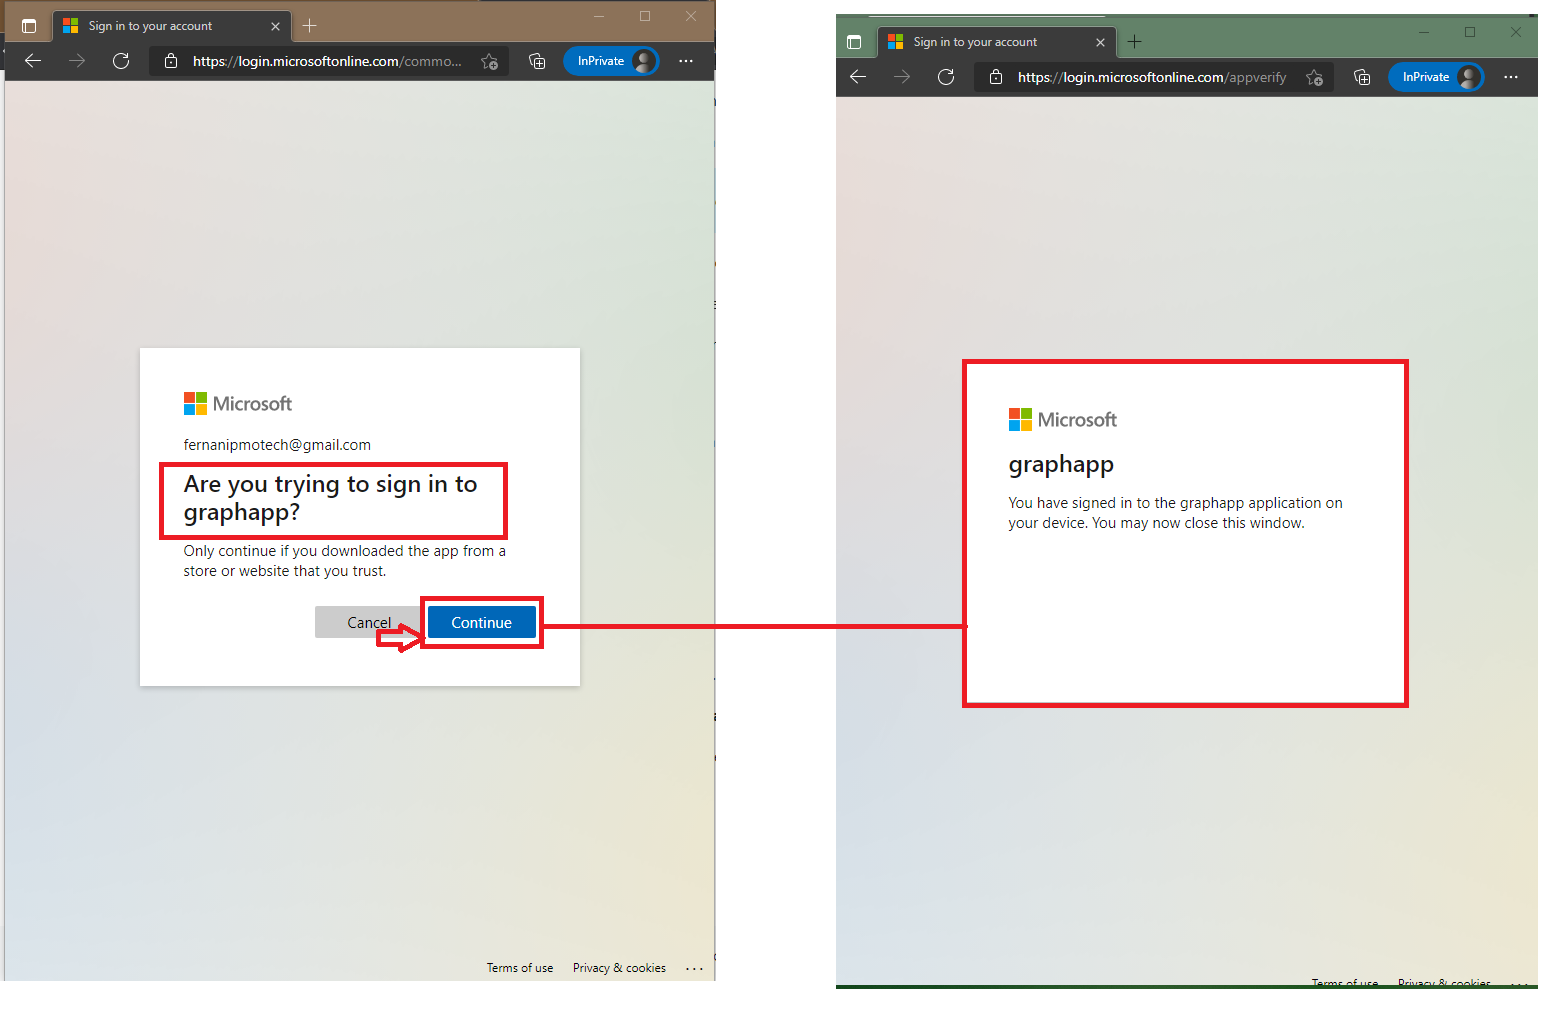 Sign in to your account
https://login.microsoftonline.com/commo...
InPrivate
Microsoft
fernanipmotech@gmail.com
Are you trying to sign in to
graphapp?
Only continue if you downloaded the app from a
store or website that you trust.
Cancel
Continue
Terms of use
Privacy & cookies
Sign in to your account
https://login.microsoftonline.com/appverify
InPrivate
Microsoft
graphapp
You have signed in to the graphapp application on
your device. You may now close this window.
Terms of use
Privacy & cookies